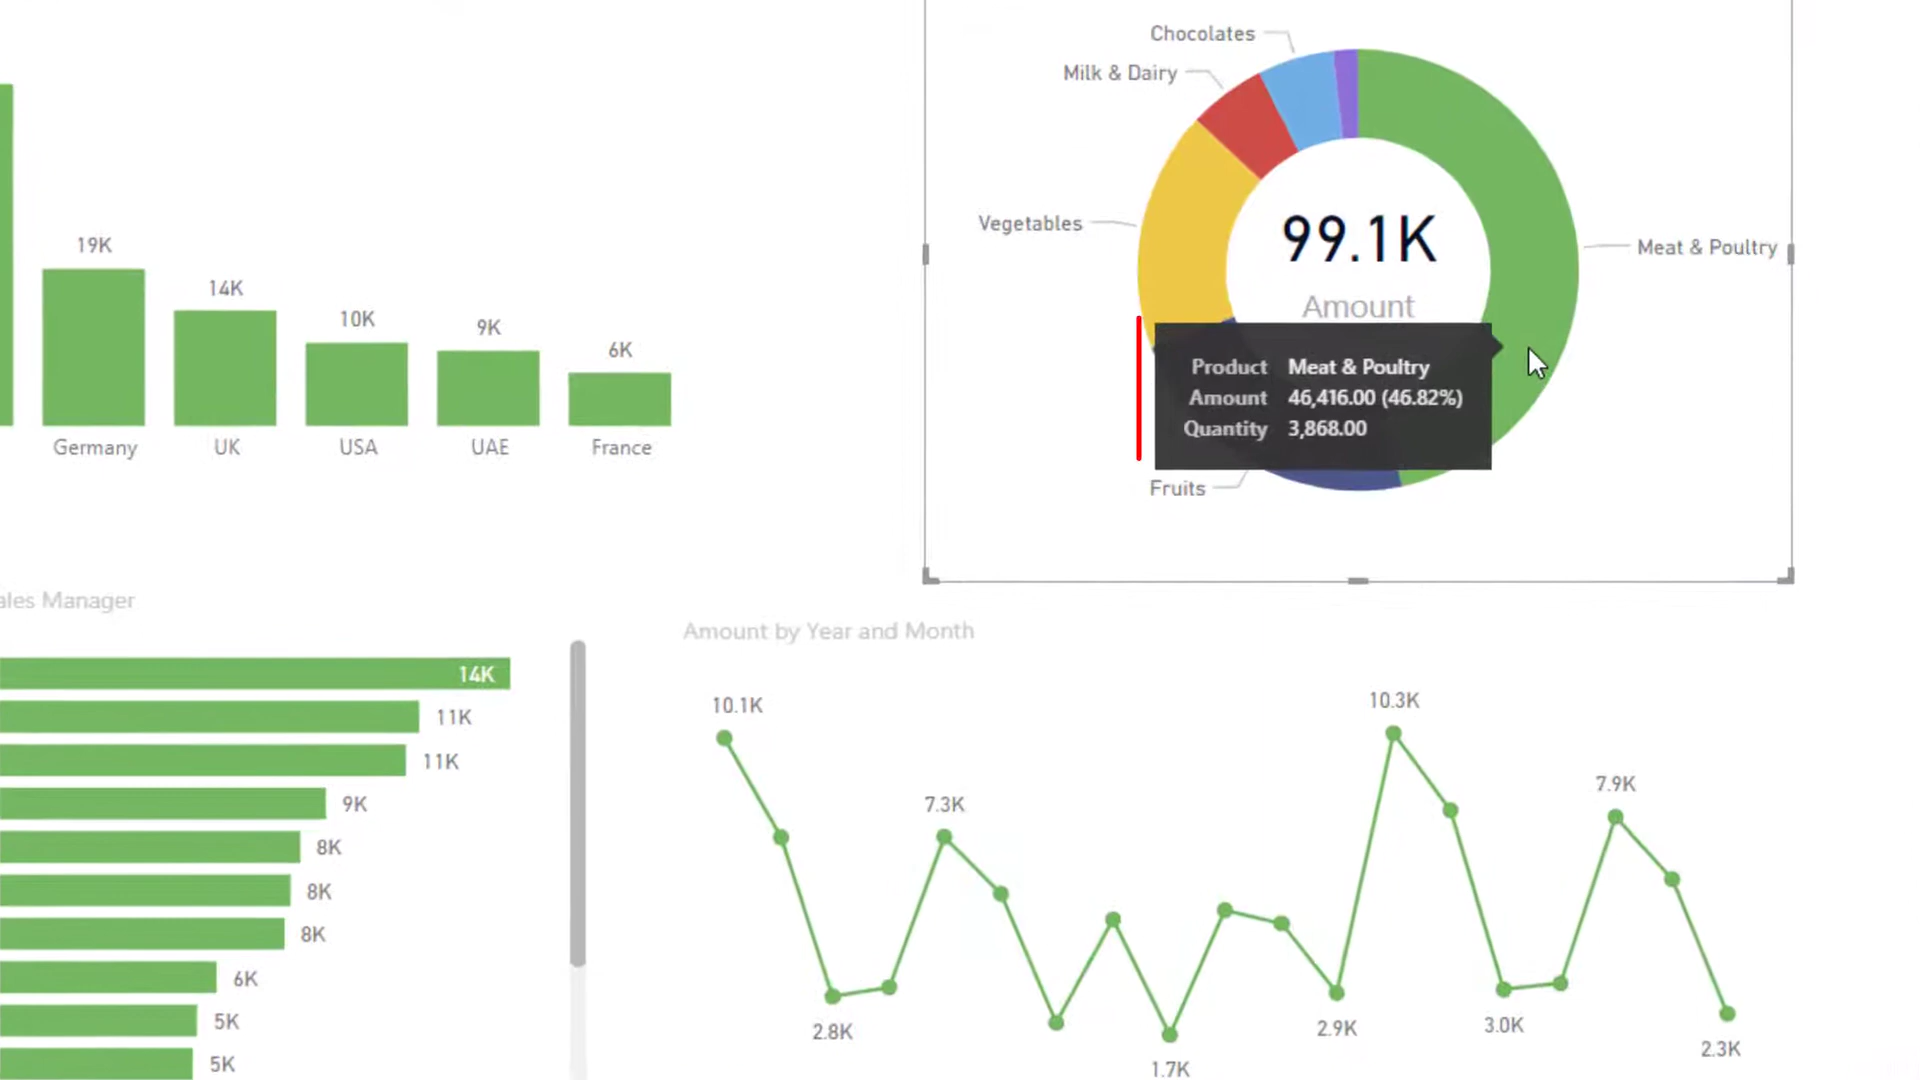 Chocolates
Milk & Dairy
Vegetables
99.1K
Amount
Meat & Poultry
Product Meat & Poultry
Amount 46,416.00 (46.82%)
Quantity 3,868.00
Fruits
19K
14K
10K
9K
6K
Germany UK USA UAE France
ales Manager
14K
11K
11K
9K
8K
8K
8K
6K
5K
5K
Amount by Year and Month
10.1K
10.3K
7.9K
7.3K
2.8K
2.9K
3.0K
2.3K
1.7K